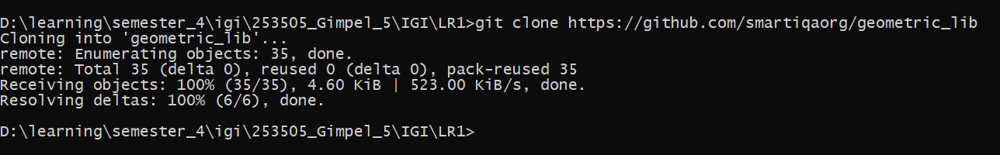 D:\learning\semester_4\igi\253505_Gimpel_5\IGI\LR1>git clone https://github.com/smartiqaorg/geometric_lib
Cloning into 'geometric_lib'...
remote: Enumerating objects: 35, done.
remote: Total 35 (delta 0), reused 0 (delta 0), pack-reused 35
Receiving objects: 100% (35/35), 4.60 KiB | 523.00 KiB/s, done.
Resolving deltas: 100% (6/6), done.
D:\learning\semester_4\igi\253505_Gimpel_5\IGI\LR1>